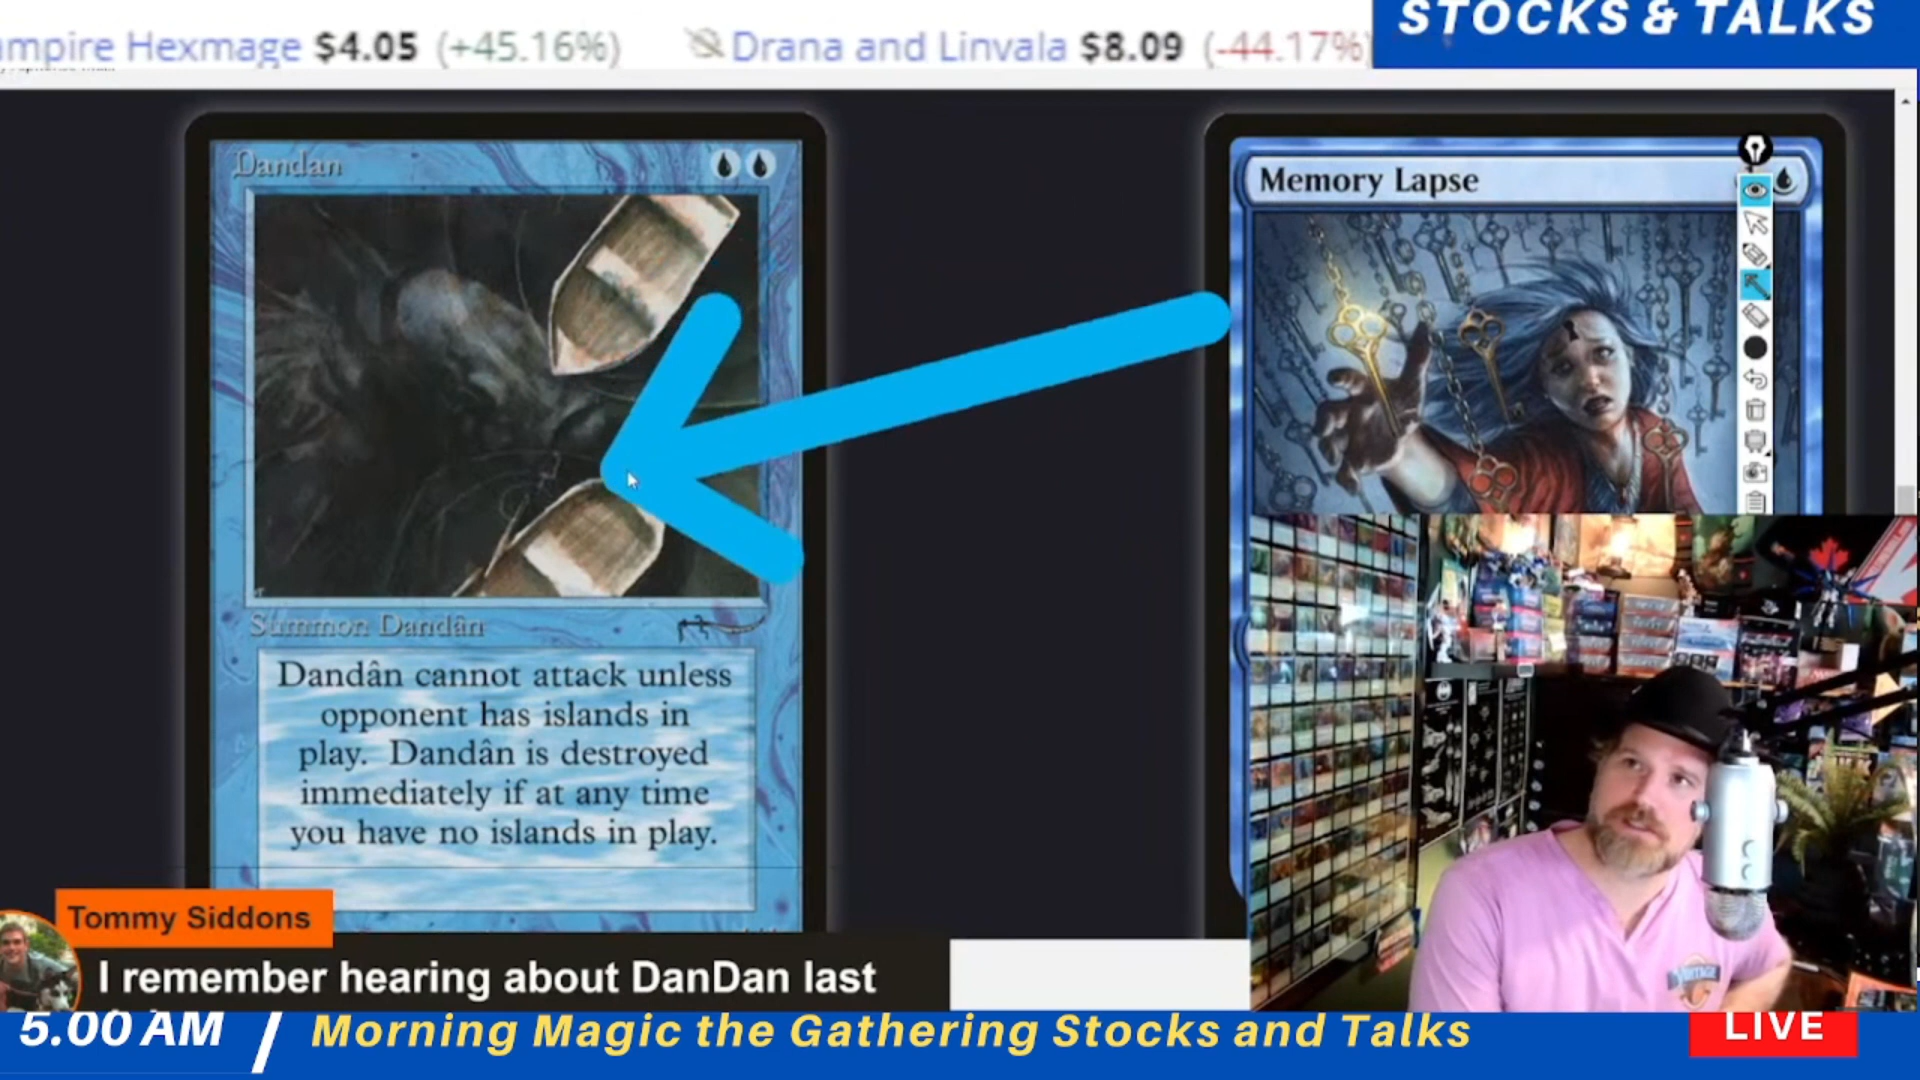 STOCKS & TALKS
mpire Hexmage $4.05 (+45.16%) Drana and Linvala $8.09 (-44.17%)
Dandan
Memory Lapse
Summon Dandân
Dandân cannot attack unless
opponent has islands in
play. Dandân is destroyed
immediately if at any time
you have no islands in play.
Tommy Siddons
I remember hearing about DanDan last
5.00 AM / Morning Magic the Gathering Stocks and Talks
LIVE